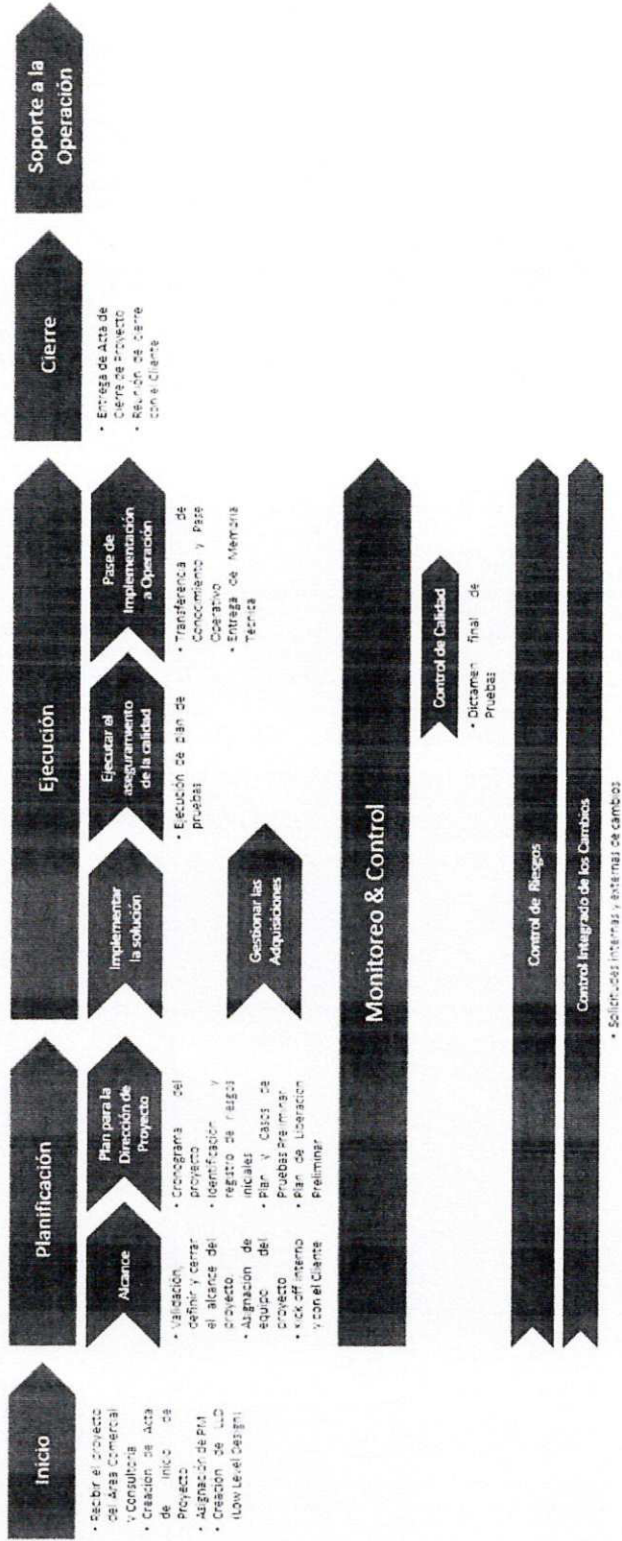 Inicio
• Recibir el proyecto
del Area Comercial
y Consultoria
• Creación de Acta
de Inicio de
Proyecto
• Asignación de PM
• Creación de LLD
(Low Level Design)
Planificación
Alcance
• Validación,
definir y cerrar
el alcance del
proyecto.
• Asignación de
equipo del
proyecto
• Kick off interno
y con el Cliente
Plan para la
Dirección de
Proyecto
• Cronograma del
proyecto
• Identificación y
registro de riesgos
iniciales
• Plan y Casos de
Pruebas Preliminar
• Plan de Liberación
Preliminar
Ejecución
Implementar
la solución
Ejecutar el
aseguramiento
de la calidad
• Ejecución de plan de
pruebas
Pase de
Implementación
a Operación
• Transferencia de
Conocimiento y Pase
Operativo
• Entrega de Memoria
Tecnica
Gestionar las
Adquisiciones
Cierre
• Entrega de Acta de
Cierre de Proyecto
• Reunión de cierre
con el Cliente
Soporte a la
Operación
Monitoreo & Control
Control de Calidad
• Dictamen final de
Pruebas
Control de Riesgos
Control Integrado de los Cambios
• Solicitudes internas y externas de cambios